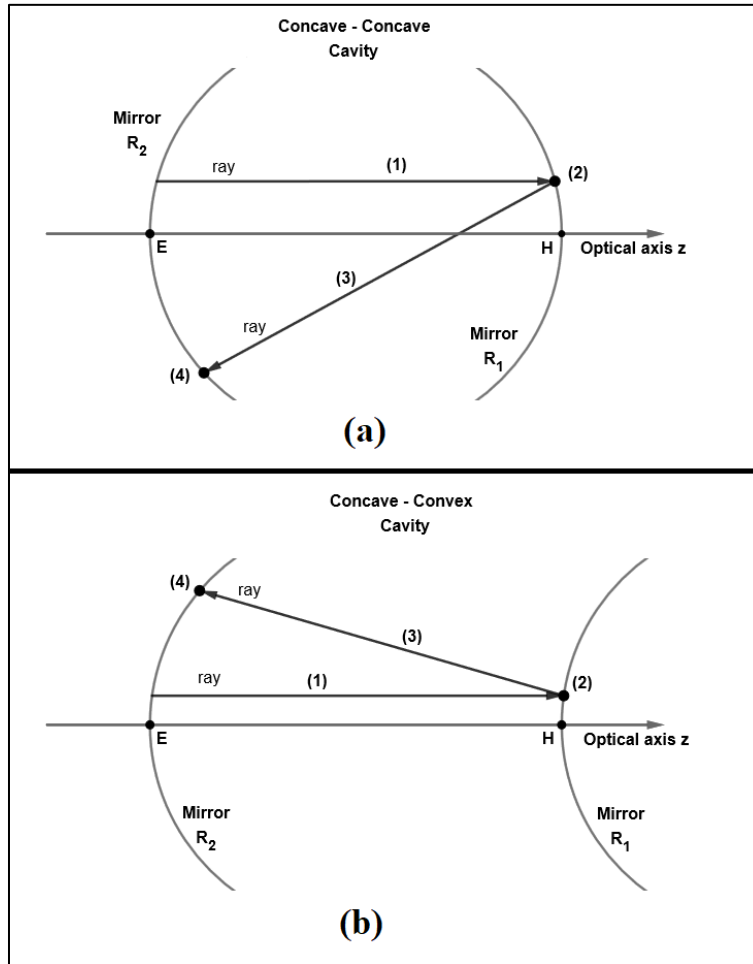 Concave - Concave
Cavity
Mirror
R2
ray
(1)
(2)
E
H
Optical axis z
(3)
ray
Mirror
R1
(4)
(a)
Concave - Convex
Cavity
(4)
ray
(3)
ray
(1)
(2)
E
H
Optical axis z
Mirror
R2
Mirror
R1
(b)